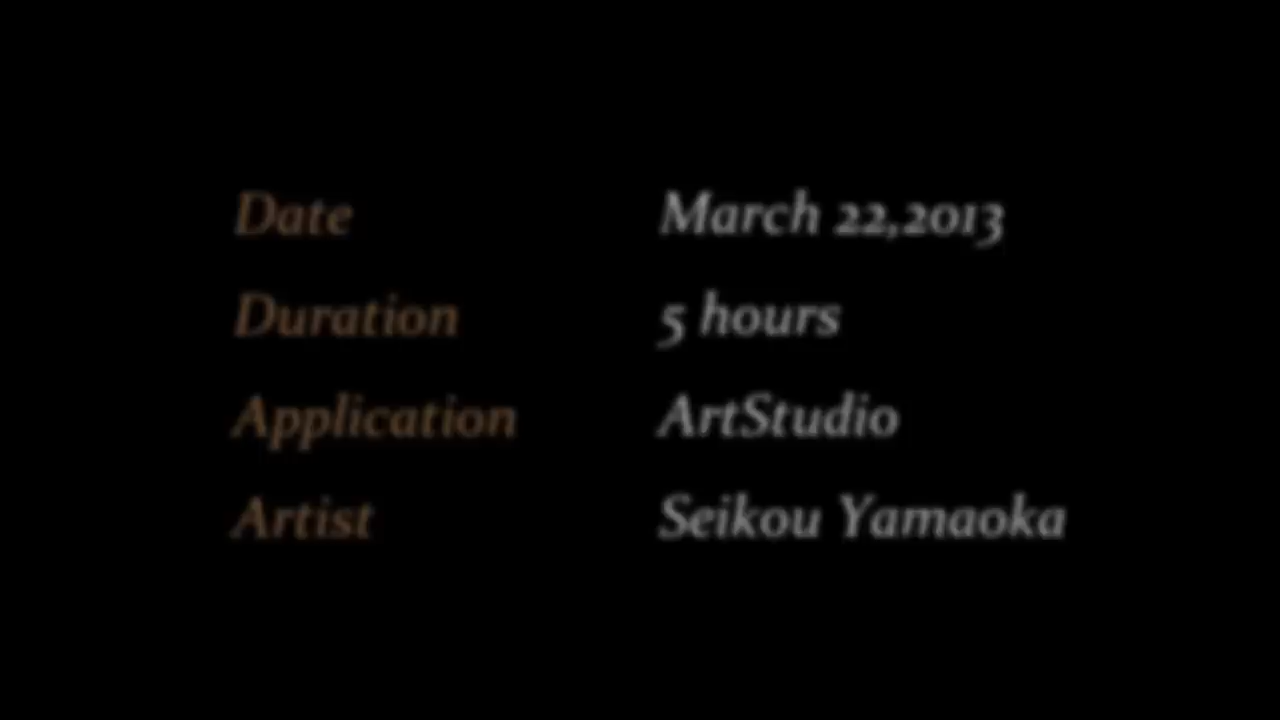 Date March 22,2013
Duration 5 hours
Application ArtStudio
Artist Seikou Yamaoka